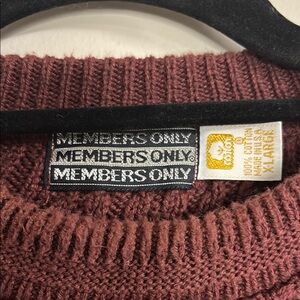 MEMBERS ONLY
MEMBERS ONLY®
MEMBERS ONLY
100% COTTON
MADE IN U.S.A.
XLARGE